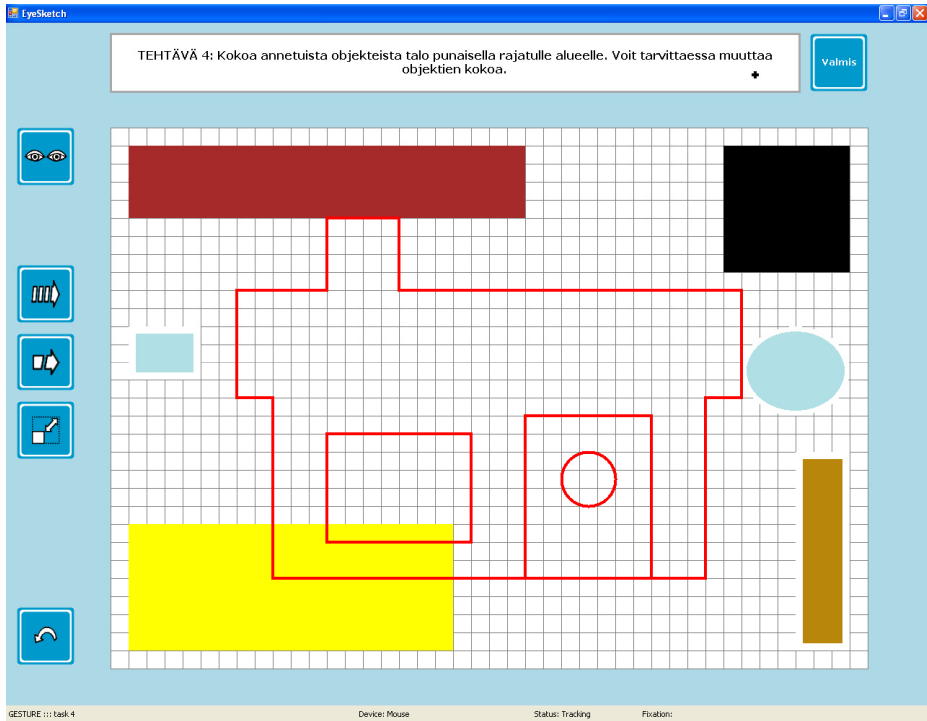 EyeSketch
TEHTÄVÄ 4: Kokoa annetuista objekteista talo punaisella rajatulle alueelle. Voit tarvittaessa muuttaa
objektien kokoa.
Valmis
GESTURE ::: task 4 Device: Mouse Status: Tracking Fixation: